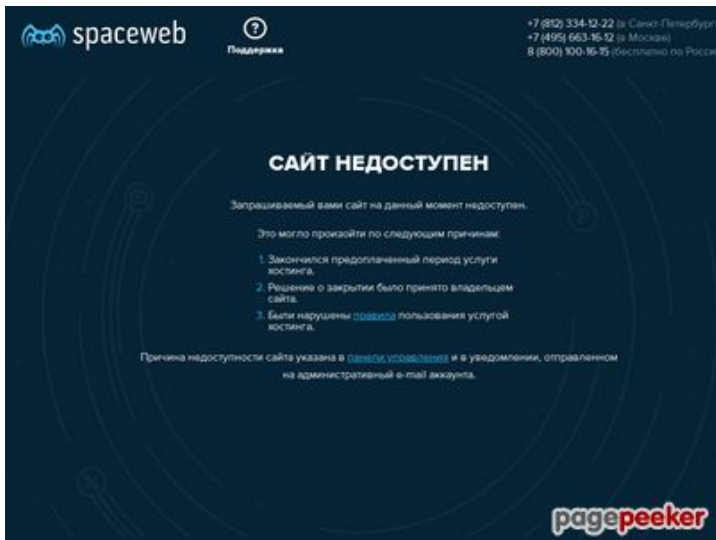 spaceweb
Поддержка
+7 (812) 334-12-22 (в Санкт-Петербург
+7 (495) 663-16-12 (в Москве)
8 (800) 100-16-15 (бесплатно по Росси
САЙТ НЕДОСТУПЕН
Запрашиваемый вами сайт на данный момент недоступен.
Это могло произойти по следующим причинам:
1. Закончился предоплаченный период услуги
хостинга.
2. Решение о закрытии было принято владельцем
сайта.
3. Были нарушены правила пользования услугой
хостинга.
Причина недоступности сайта указана в панели управления и в уведомлении, отправленном
на административный e-mail аккаунта.
pagepeeker